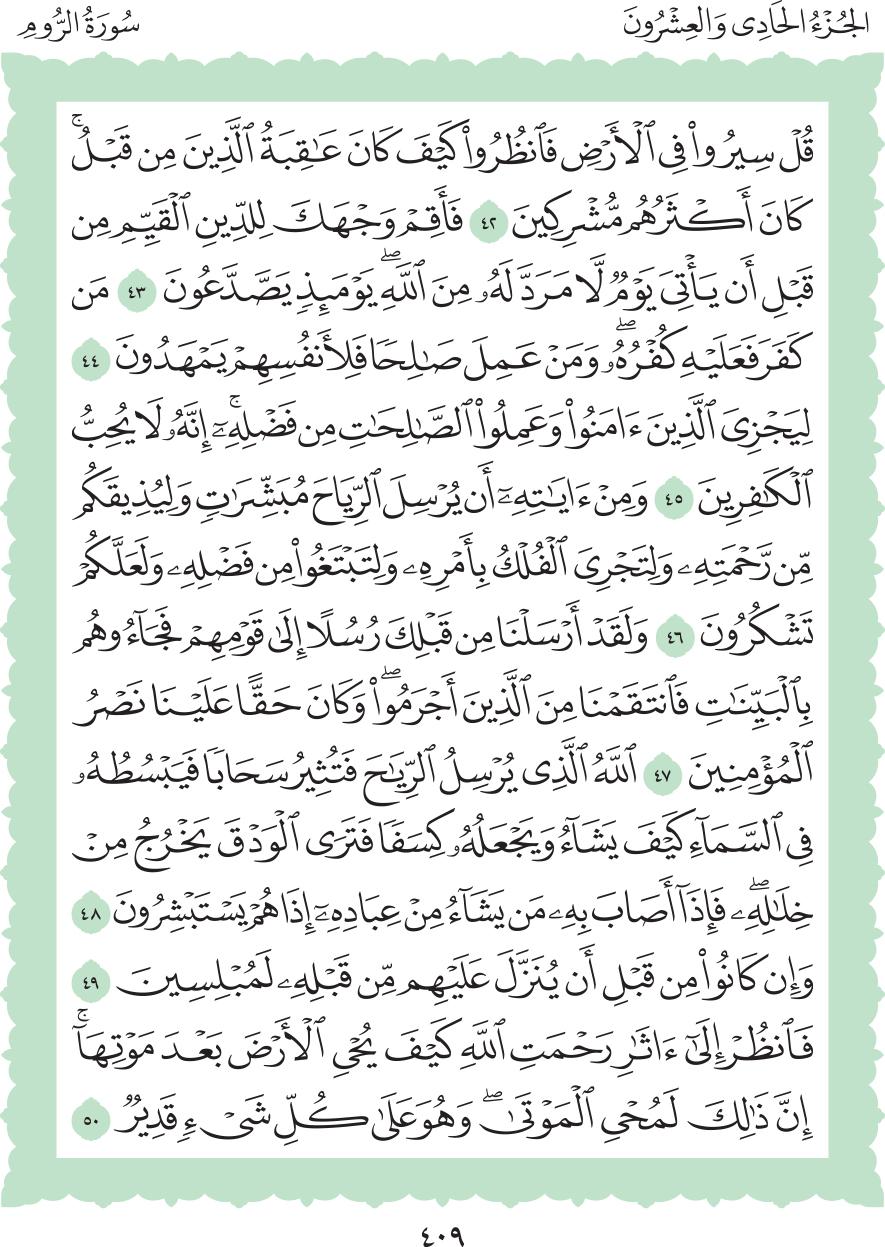 الجُزْءُ الحَادِي وَالعِشْرُونَ
سُورَةُ الرُّومِ
قُلۡ سِيرُواْ فِي ٱلۡأَرۡضِ فَٱنظُرُواْ كَيۡفَ كَانَ عَٰقِبَةُ ٱلَّذِينَ مِن قَبۡلُۚ
كَانَ أَكۡثَرُهُم مُّشۡرِكِينَ ٤٢ فَأَقِمۡ وَجۡهَكَ لِلدِّينِ ٱلۡقَيِّمِ مِن
قَبۡلِ أَن يَأۡتِيَ يَوۡمٞ لَّا مَرَدَّ لَهُۥ مِنَ ٱللَّهِۖ يَوۡمَئِذٖ يَصَّدَّعُونَ ٤٣ مَن
كَفَرَ فَعَلَيۡهِ كُفۡرُهُۥۖ وَمَنۡ عَمِلَ صَٰلِحٗا فَلِأَنفُسِهِمۡ يَمۡهَدُونَ ٤٤
لِيَجۡزِيَ ٱلَّذِينَ ءَامَنُواْ وَعَمِلُواْ ٱلصَّٰلِحَٰتِ مِن فَضۡلِهِۦٓۚ إِنَّهُۥ لَا يُحِبُّ
ٱلۡكَٰفِرِينَ ٤٥ وَمِنۡ ءَايَٰتِهِۦٓ أَن يُرۡسِلَ ٱلرِّيَاحَ مُبَشِّرَٰتٖ وَلِيُذِيقَكُم
مِّن رَّحۡمَتِهِۦ وَلِتَجۡرِيَ ٱلۡفُلۡكُ بِأَمۡرِهِۦ وَلِتَبۡتَغُواْ مِن فَضۡلِهِۦ وَلَعَلَّكُمۡ
تَشۡكُرُونَ ٤٦ وَلَقَدۡ أَرۡسَلۡنَا مِن قَبۡلِكَ رُسُلًا إِلَىٰ قَوۡمِهِمۡ فَجَآءُوهُم
بِٱلۡبَيِّنَٰتِ فَٱنتَقَمۡنَا مِنَ ٱلَّذِينَ أَجۡرَمُواْۖ وَكَانَ حَقًّا عَلَيۡنَا نَصۡرُ
ٱلۡمُؤۡمِنِينَ ٤٧ ٱللَّهُ ٱلَّذِي يُرۡسِلُ ٱلرِّيَٰحَ فَتُثِيرُ سَحَابٗا فَيَبۡسُطُهُۥ
فِي ٱلسَّمَآءِ كَيۡفَ يَشَآءُ وَيَجۡعَلُهُۥ كِسَفٗا فَتَرَى ٱلۡوَدۡقَ يَخۡرُجُ مِنۡ
خِلَٰلِهِۦۖ فَإِذَآ أَصَابَ بِهِۦ مَن يَشَآءُ مِنۡ عِبَادِهِۦٓ إِذَا هُمۡ يَسۡتَبۡشِرُونَ ٤٨
وَإِن كَانُواْ مِن قَبۡلِ أَن يُنَزَّلَ عَلَيۡهِم مِّن قَبۡلِهِۦ لَمُبۡلِسِينَ ٤٩
فَٱنظُرۡ إِلَىٰٓ ءَاثَٰرِ رَحۡمَتِ ٱللَّهِ كَيۡفَ يُحۡيِ ٱلۡأَرۡضَ بَعۡدَ مَوۡتِهَآۚ
إِنَّ ذَٰلِكَ لَمُحۡيِ ٱلۡمَوۡتَىٰۖ وَهُوَ عَلَىٰ كُلِّ شَيۡءٖ قَدِيرٞ ٥٠
٤٠٩